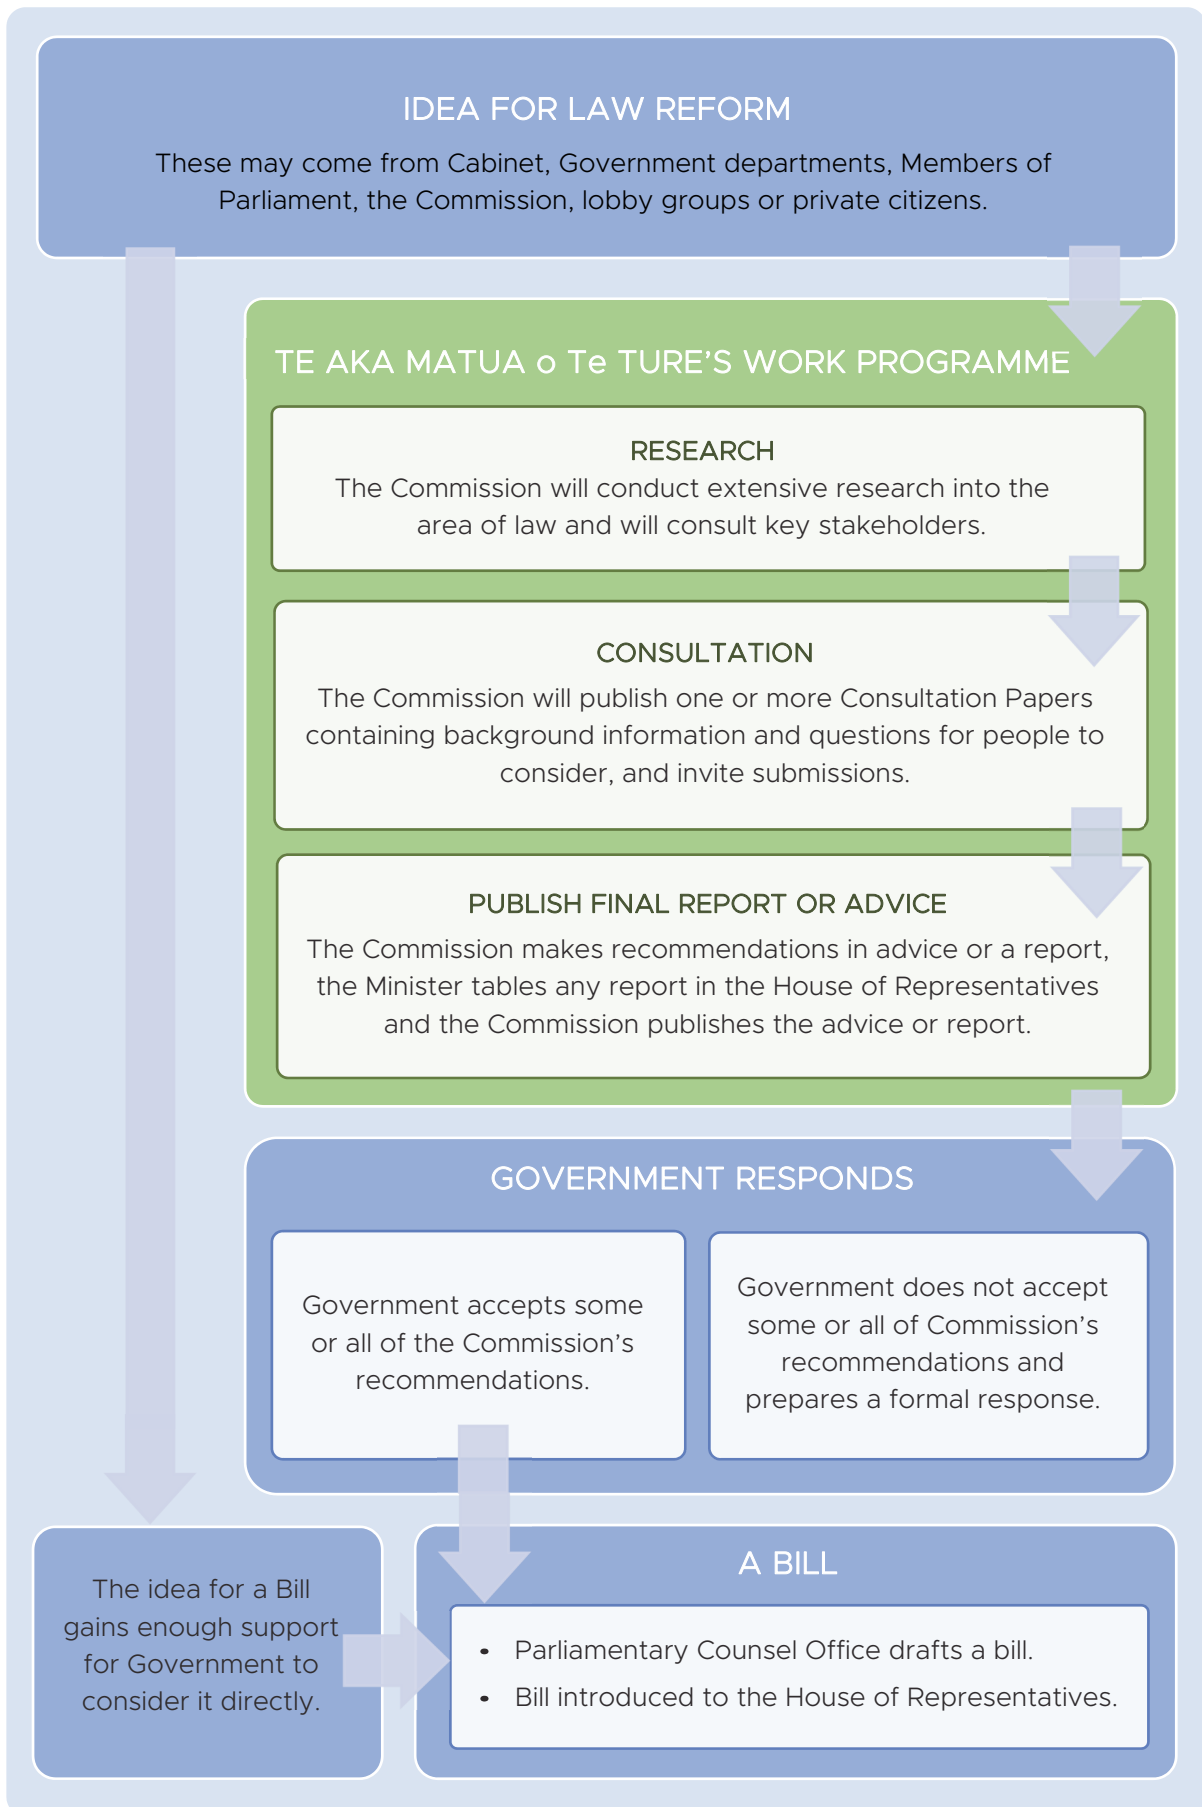 IDEA FOR LAW REFORM
These may come from Cabinet, Government departments, Members of
Parliament, the Commission, lobby groups or private citizens.
TE AKA MATUA o Te TURE’S WORK PROGRAMME
RESEARCH
The Commission will conduct extensive research into the
area of law and will consult key stakeholders.
CONSULTATION
The Commission will publish one or more Consultation Papers
containing background information and questions for people to
consider, and invite submissions.
PUBLISH FINAL REPORT OR ADVICE
The Commission makes recommendations in advice or a report,
the Minister tables any report in the House of Representatives
and the Commission publishes the advice or report.
GOVERNMENT RESPONDS
Government accepts some
or all of the Commission’s
recommendations.
Government does not accept
some or all of Commission’s
recommendations and
prepares a formal response.
The idea for a Bill
gains enough support
for Government to
consider it directly.
A BILL
• Parliamentary Counsel Office drafts a bill.
• Bill introduced to the House of Representatives.